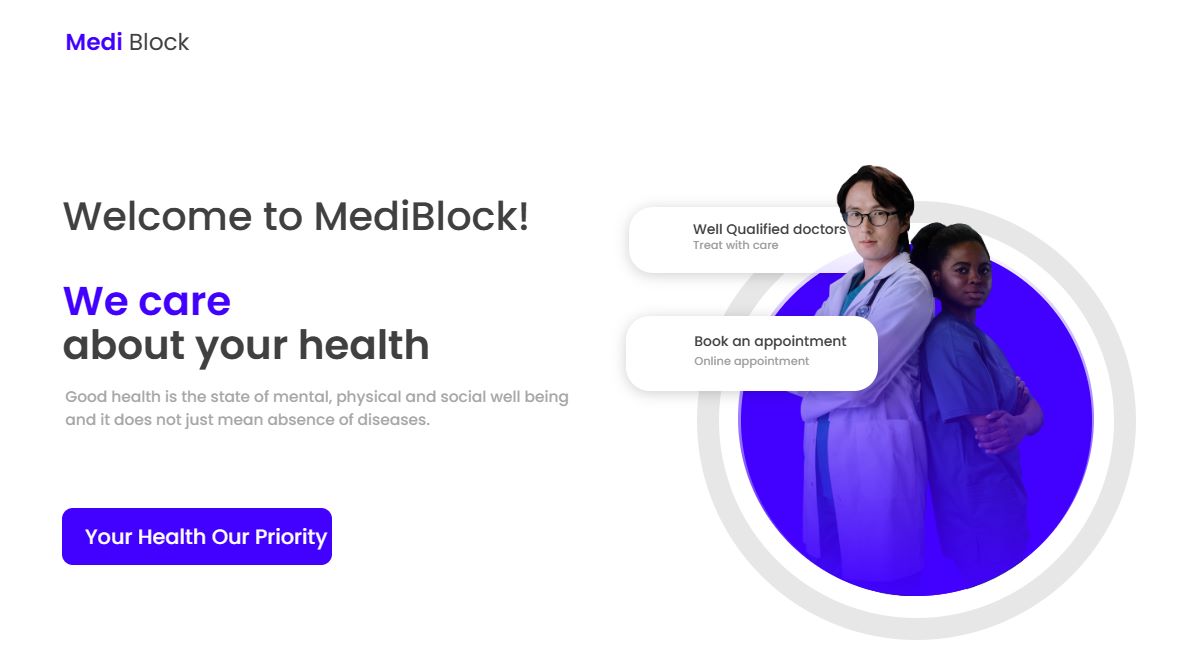 Medi Block
Welcome to MediBlock!
We care
about your health
Good health is the state of mental, physical and social well being
and it does not just mean absence of diseases.
Your Health Our Priority
Well Qualified doctors
Treat with care
Book an appointment
Online appointment